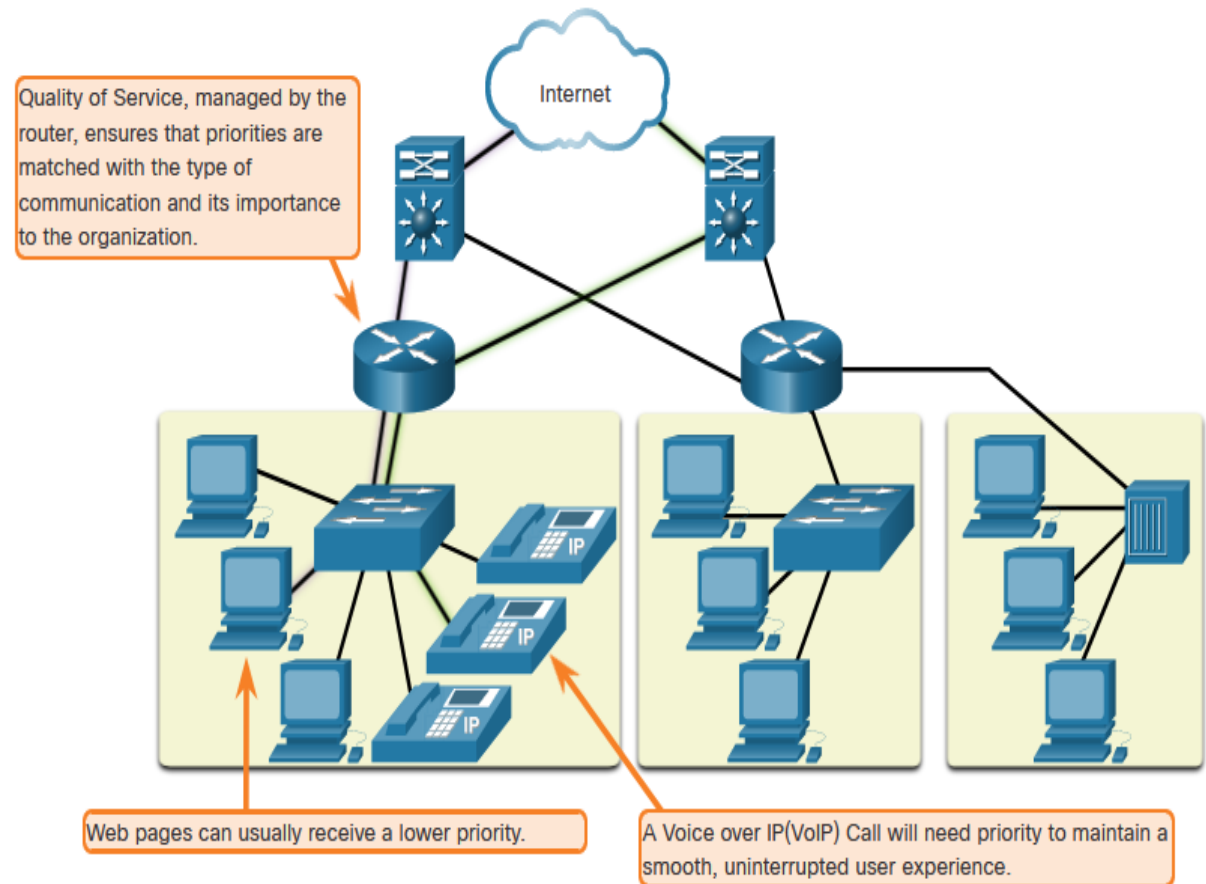 Internet
Quality of Service, managed by the
router, ensures that priorities are
matched with the type of
communication and its importance
to the organization.
IP
IP
IP
Web pages can usually receive a lower priority.
A Voice over IP(VoIP) Call will need priority to maintain a
smooth, uninterrupted user experience.